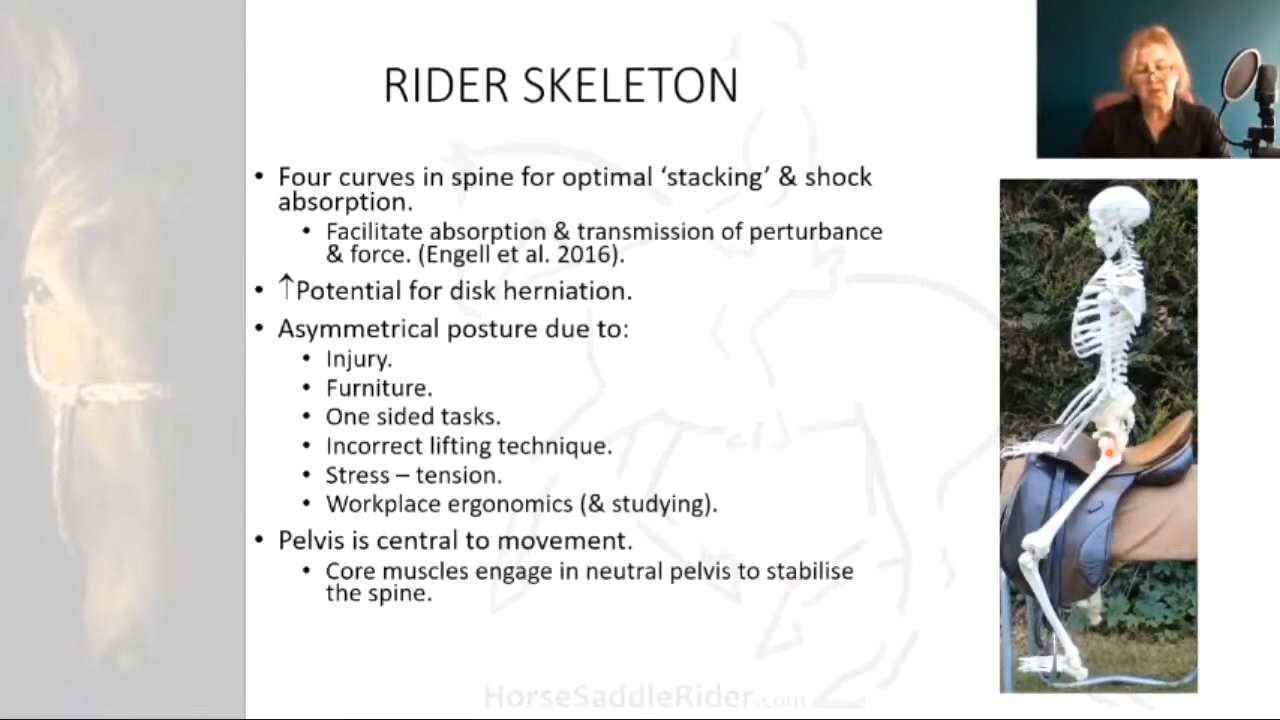 RIDER SKELETON
• Four curves in spine for optimal ‘stacking’ & shock
absorption.
• Facilitate absorption & transmission of perturbance
& force. (Engell et al. 2016).
• ↑Potential for disk herniation.
• Asymmetrical posture due to:
• Injury.
• Furniture.
• One sided tasks.
• Incorrect lifting technique.
• Stress – tension.
• Workplace ergonomics (& studying).
• Pelvis is central to movement.
• Core muscles engage in neutral pelvis to stabilise
the spine.
HorseSaddleRider.com